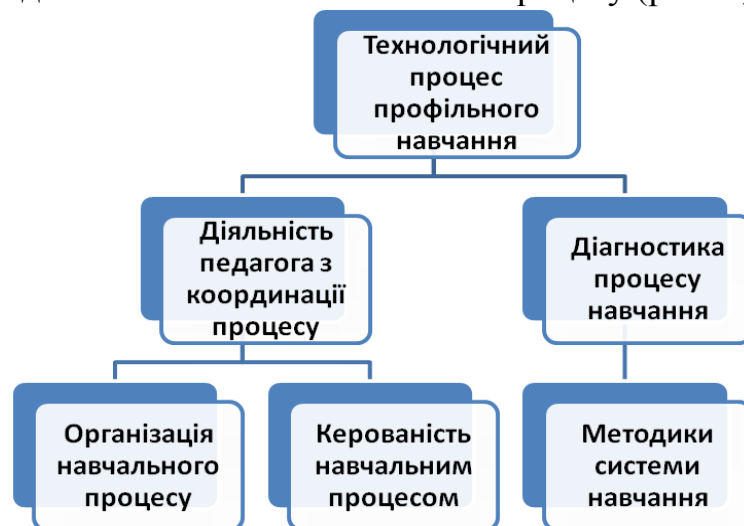 Технологічний
процес
профільного
навчання
Діяльність
педагога з
координації
процесу
Діагностика
процесу
навчання
Організація
навчального
процесу
Керованість
навчальним
процесом
Методики
системи
навчання